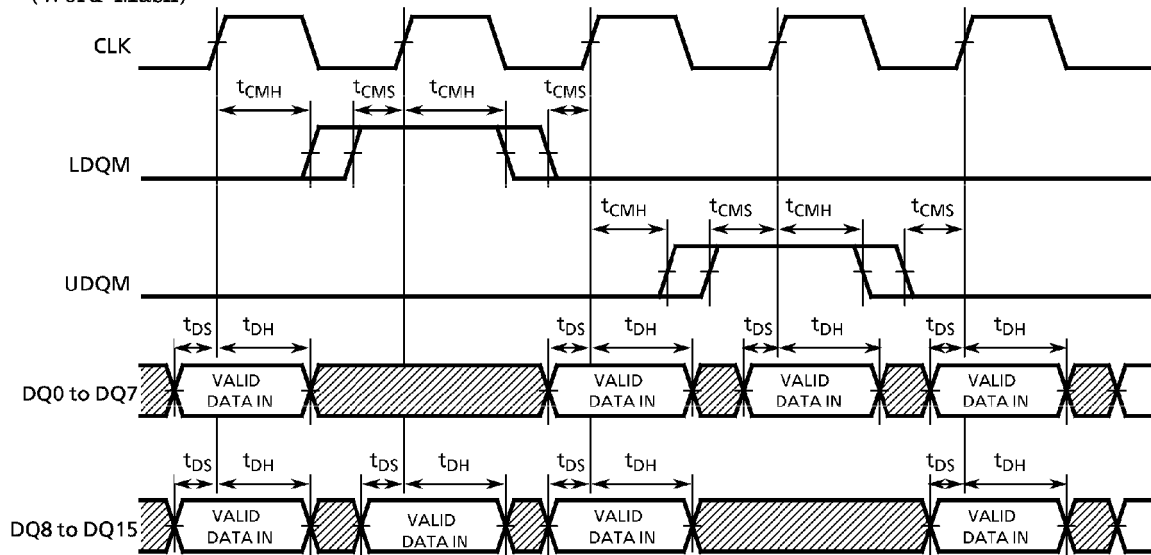 (Word Mask)
CLK
tCMH tCMS tCMH tCMS
LDQM
tCMH tCMS tCMH tCMS
UDQM
tDS tDH tDS tDH tDS tDH tDS tDH
DQ0 to DQ7 VALID DATA IN VALID DATA IN VALID DATA IN VALID DATA IN
tDS tDH tDS tDH tDS tDH tDS tDH
DQ8 to DQ15 VALID DATA IN VALID DATA IN VALID DATA IN VALID DATA IN